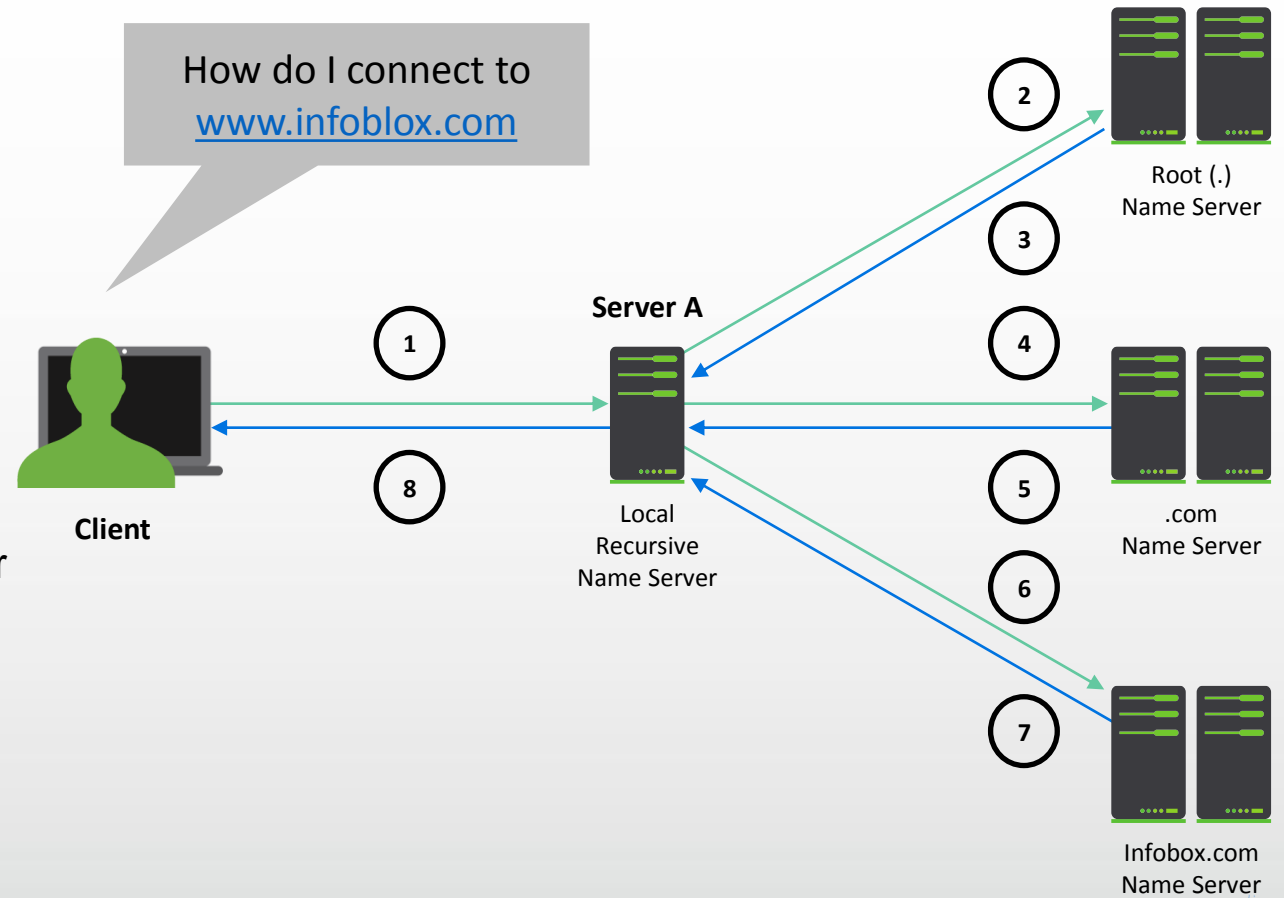 How do I connect to
www.infoblox.com
2
Root (.)
Name Server
3
Server A
1
4
8
5
Client
r
Local
Recursive
Name Server
.com
Name Server
6
7
Infobox.com
Name Server